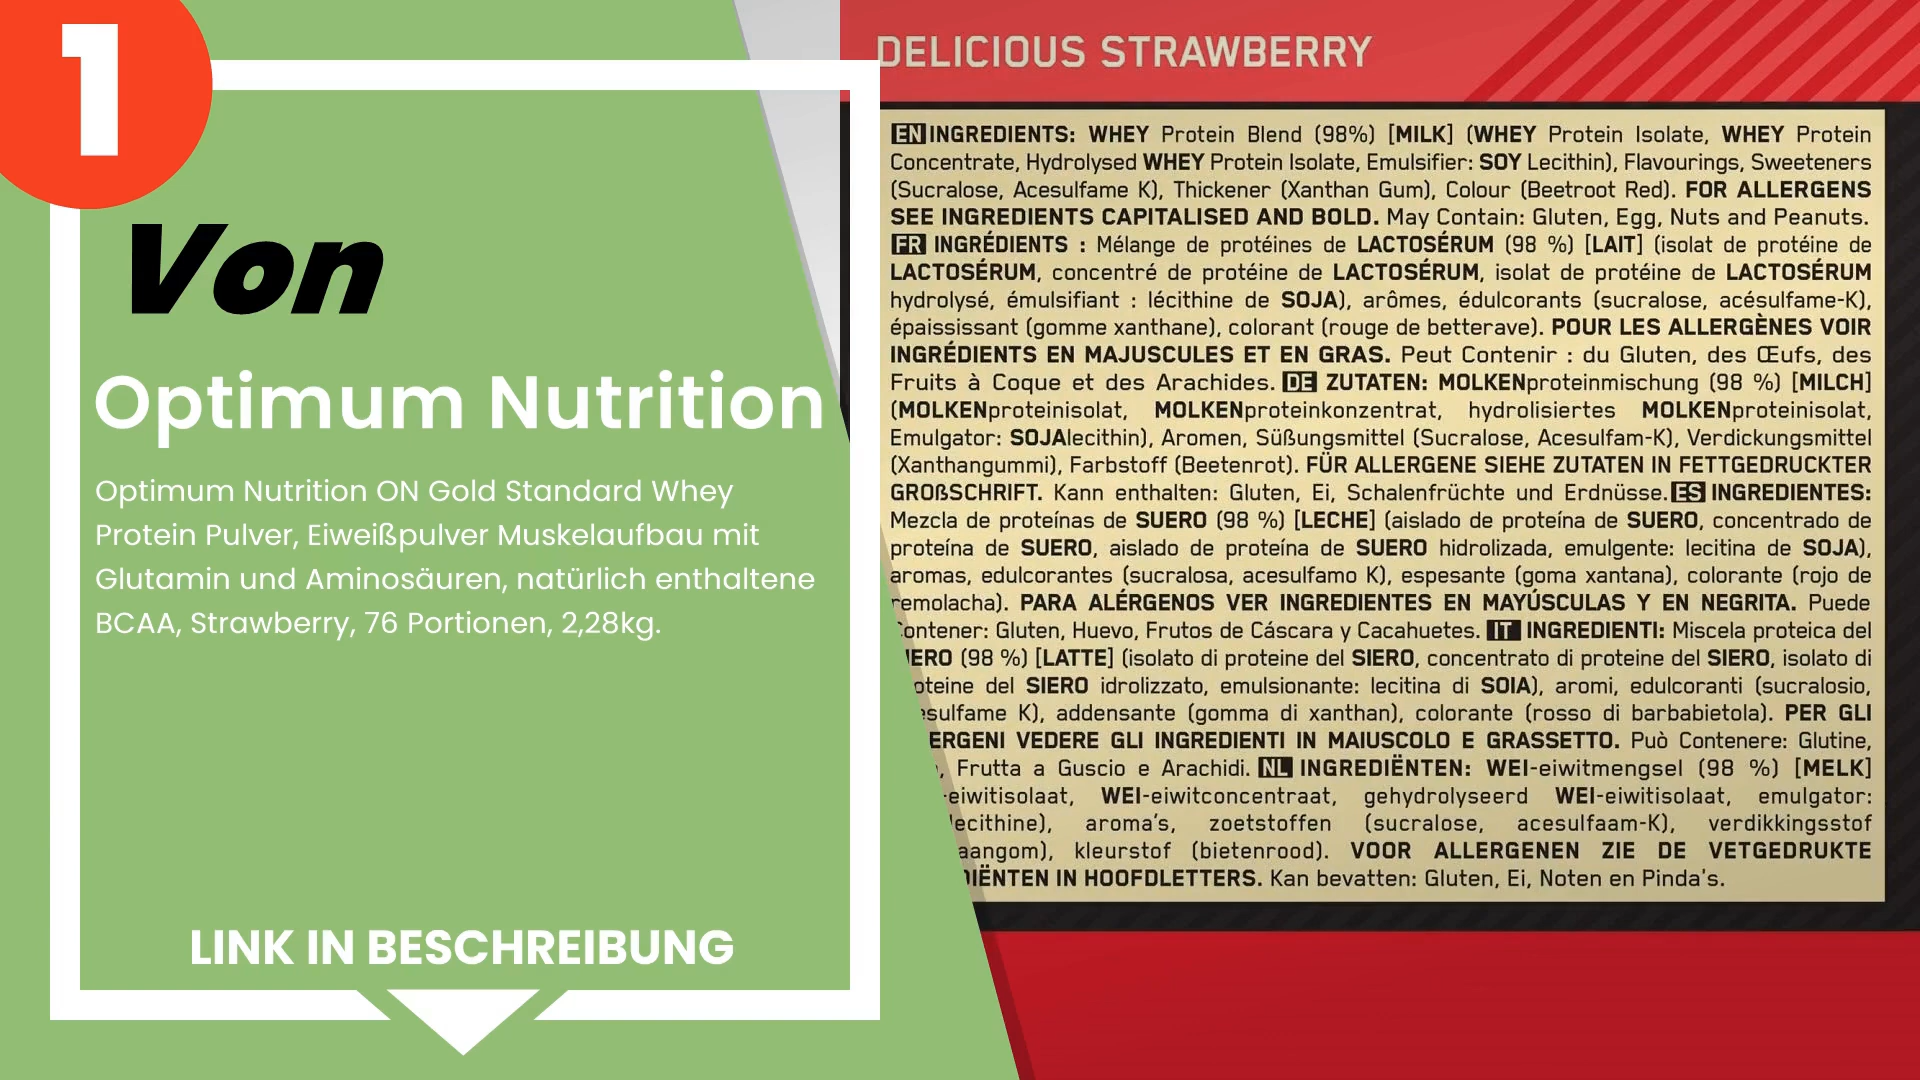 1
Von
Optimum Nutrition
Optimum Nutrition ON Gold Standard Whey
Protein Pulver, Eiweißpulver Muskelaufbau mit
Glutamin und Aminosäuren, natürlich enthaltene
BCAA, Strawberry, 76 Portionen, 2,28kg.
LINK IN BESCHREIBUNG
DELICIOUS STRAWBERRY
EN INGREDIENTS: WHEY Protein Blend (98%) [MILK] (WHEY Protein Isolate, WHEY Protein
Concentrate, Hydrolysed WHEY Protein Isolate, Emulsifier: SOY Lecithin), Flavourings, Sweeteners
(Sucralose, Acesulfame K), Thickener (Xanthan Gum), Colour (Beetroot Red). FOR ALLERGENS
SEE INGREDIENTS CAPITALISED AND BOLD. May Contain: Gluten, Egg, Nuts and Peanuts.
FR INGRÉDIENTS : Mélange de protéines de LACTOSÉRUM (98 %) [LAIT] (isolat de protéine de
LACTOSÉRUM, concentré de protéine de LACTOSÉRUM, isolat de protéine de LACTOSÉRUM
hydrolysé, émulsifiant : lécithine de SOJA), arômes, édulcorants (sucralose, acésulfame-K),
épaississant (gomme xanthane), colorant (rouge de betterave). POUR LES ALLERGÈNES VOIR
INGRÉDIENTS EN MAJUSCULES ET EN GRAS. Peut Contenir : du Gluten, des Œufs, des
Fruits à Coque et des Arachides. DE ZUTATEN: MOLKENproteinmischung (98 %) [MILCH]
(MOLKENproteinisolat, MOLKENproteinkonzentrat, hydrolisiertes MOLKENproteinisolat,
Emulgator: SOJAlecithin), Aromen, Süßungsmittel (Sucralose, Acesulfam-K), Verdickungsmittel
(Xanthangummi), Farbstoff (Beetenrot). FÜR ALLERGENE SIEHE ZUTATEN IN FETTGEDRUCKTER
GROßSCHRIFT. Kann enthalten: Gluten, Ei, Schalenfrüchte und Erdnüsse. ES INGREDIENTES:
Mezcla de proteínas de SUERO (98 %) [LECHE] (aislado de proteína de SUERO, concentrado de
proteína de SUERO, aislado de proteína de SUERO hidrolizada, emulgente: lecitina de SOJA),
aromas, edulcorantes (sucralosa, acesulfamo K), espesante (goma xantana), colorante (rojo de
remolacha). PARA ALÉRGENOS VER INGREDIENTES EN MAYÚSCULAS Y EN NEGRITA. Puede
ontener: Gluten, Huevo, Frutos de Cáscara y Cacahuetes. IT INGREDIENTI: Miscela proteica del
IERO (98 %) [LATTE] (isolato di proteine del SIERO, concentrato di proteine del SIERO, isolato di
oteine del SIERO idrolizzato, emulsionante: lecitina di SOIA), aromi, edulcoranti (sucralosio,
esulfame K), addensante (gomma di xanthan), colorante (rosso di barbabietola). PER GLI
ERGENI VEDERE GLI INGREDIENTI IN MAIUSCOLO E GRASSETTO. Può Contenere: Glutine,
, Frutta a Guscio e Arachidi. NL INGREDIËNTEN: WEI-eiwitmengsel (98 %) [MELK]
-eiwitisolaat, WEI-eiwitconcentraat, gehydrolyseerd WEI-eiwitisolaat, emulgator:
ecithine), aroma's, zoetstoffen (sucralose, acesulfaam-K), verdikkingsstof
aangom), kleurstof (bietenrood). VOOR ALLERGENEN ZIE DE VETGEDRUKTE
DIËNTEN IN HOOFDLETTERS. Kan bevatten: Gluten, Ei, Noten en Pinda's.